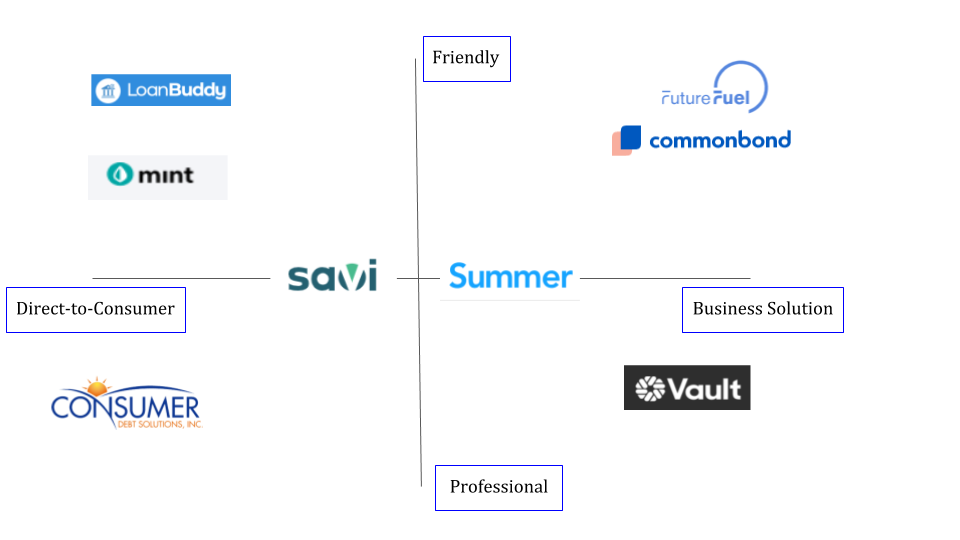 Friendly
LoanBuddy
FutureFuel
commonbond
mint
savi
Summer
Direct-to-Consumer
Business Solution
CONSUMER
DEBT SOLUTIONS, INC.
Vault
Professional